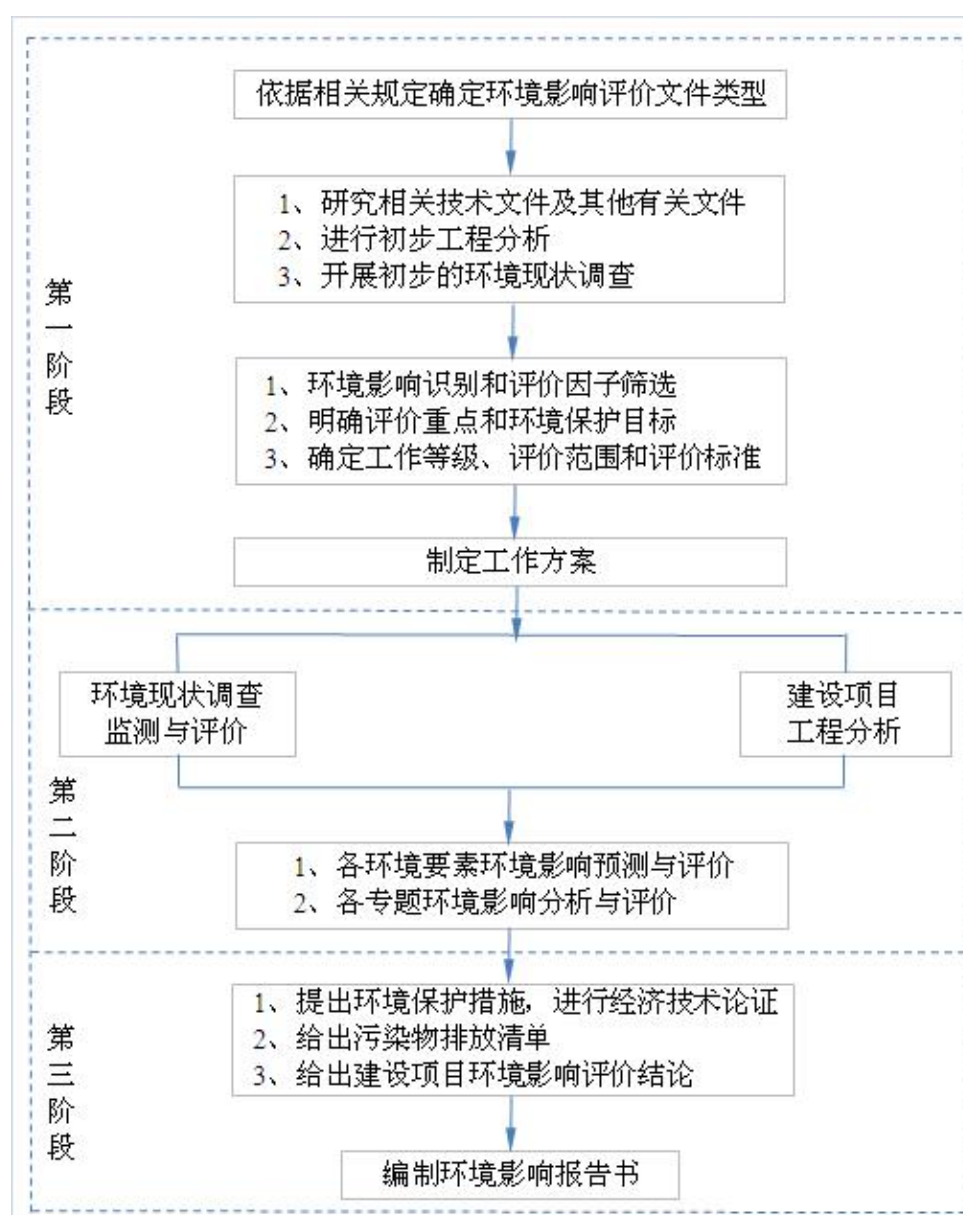 依据相关规定确定环境影响评价文件类型
1、研究相关技术文件及其他有关文件
2、进行初步工程分析
3、开展初步的环境现状调查
第一阶段
1、环境影响识别和评价因子筛选
2、明确评价重点和环境保护目标
3、确定工作等级、评价范围和评价标准
制定工作方案
环境现状调查
监测与评价
建设项目
工程分析
第二阶段
1、各环境要素环境影响预测与评价
2、各专题环境影响分析与评价
1、提出环境保护措施，进行经济技术论证
2、给出污染物排放清单
3、给出建设项目环境影响评价结论
第三阶段
编制环境影响报告书